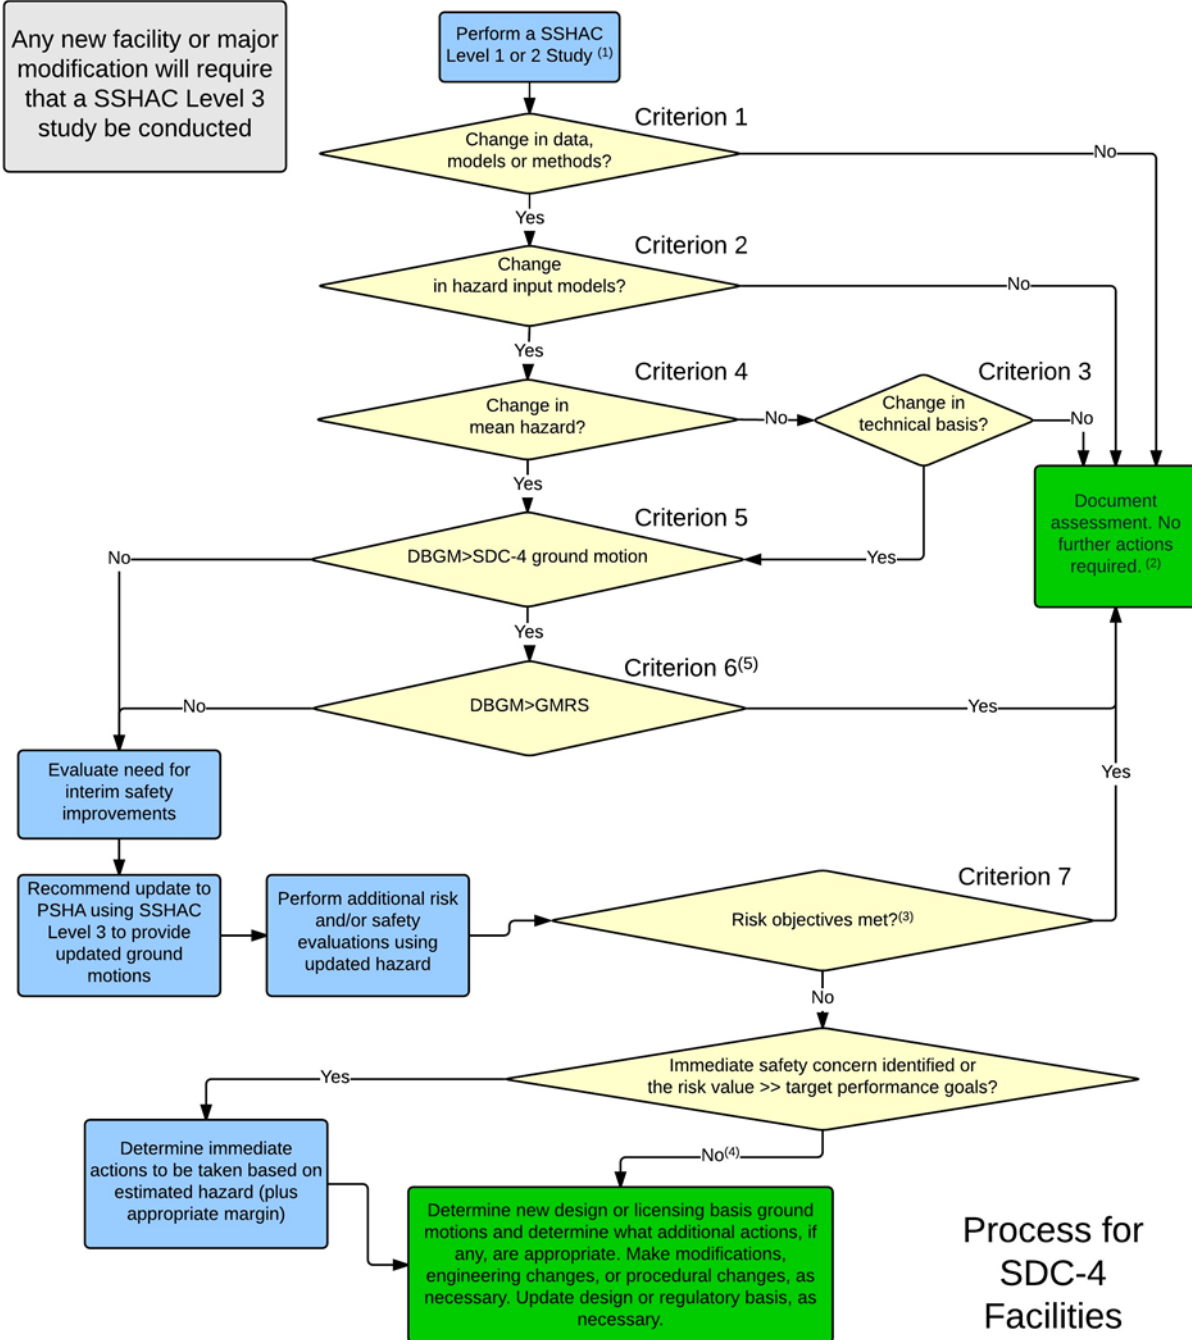 Any new facility or major
modification will require
that a SSHAC Level 3
study be conducted
Perform a SSHAC
Level 1 or 2 Study (1)
Criterion 1
Change in data,
models or methods?
No
Yes
Criterion 2
Change
in hazard input models?
No
Yes
Criterion 4
Change in
mean hazard?
No
Criterion 3
Change in
technical basis?
No
Yes
Document
assessment. No
further actions
required. (2)
Criterion 5
DBGM>SDC-4 ground motion
No
Yes
Yes
Criterion 6(5)
DBGM>GMRS
No
Yes
Yes
Evaluate need for
interim safety
improvements
Recommend update to
PSHA using SSHAC
Level 3 to provide
updated ground
motions
Perform additional risk
and/or safety
evaluations using
updated hazard
Criterion 7
Risk objectives met?(3)
No
Immediate safety concern identified or
the risk value >> target performance goals?
Yes
No(4)
Determine immediate
actions to be taken based on
estimated hazard (plus
appropriate margin)
Determine new design or licensing basis ground
motions and determine what additional actions, if
any, are appropriate. Make modifications,
engineering changes, or procedural changes, as
necessary. Update design or regulatory basis, as
necessary.
Process for
SDC-4
Facilities